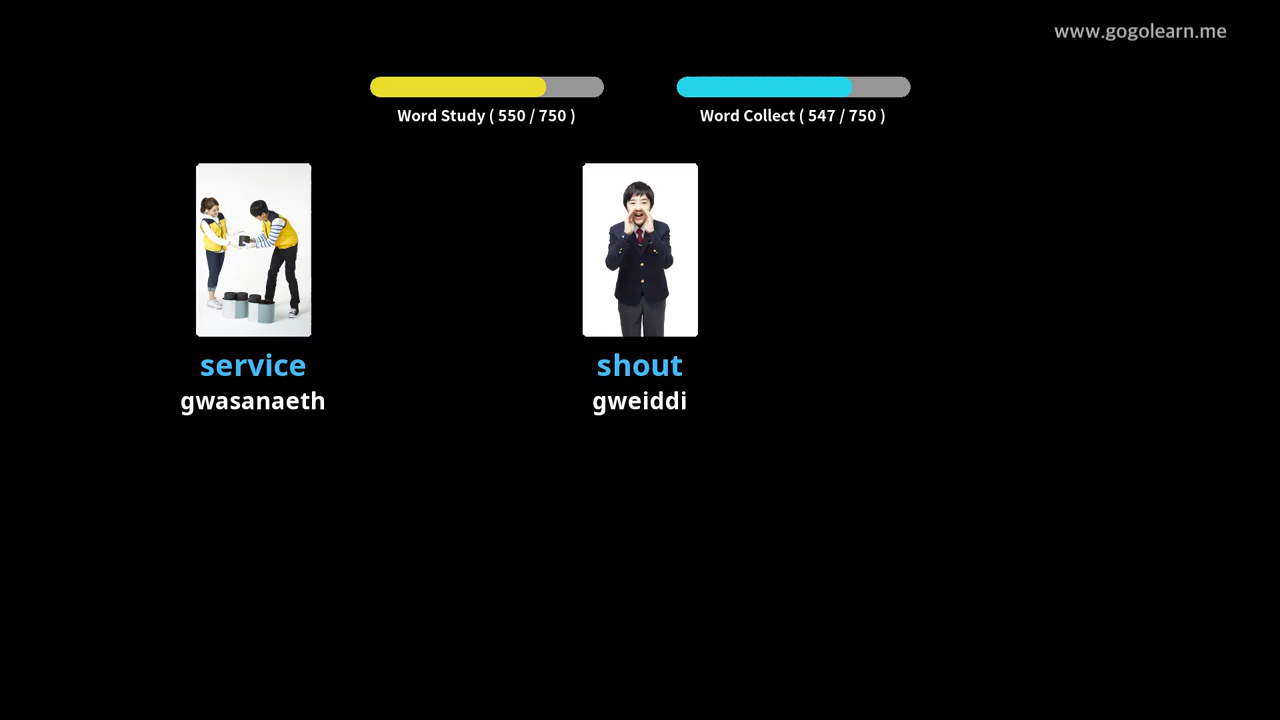 www.gogolearn.me
Word Study ( 550 / 750 )
Word Collect ( 547 / 750 )
service
gwasanaeth
shout
gweiddi